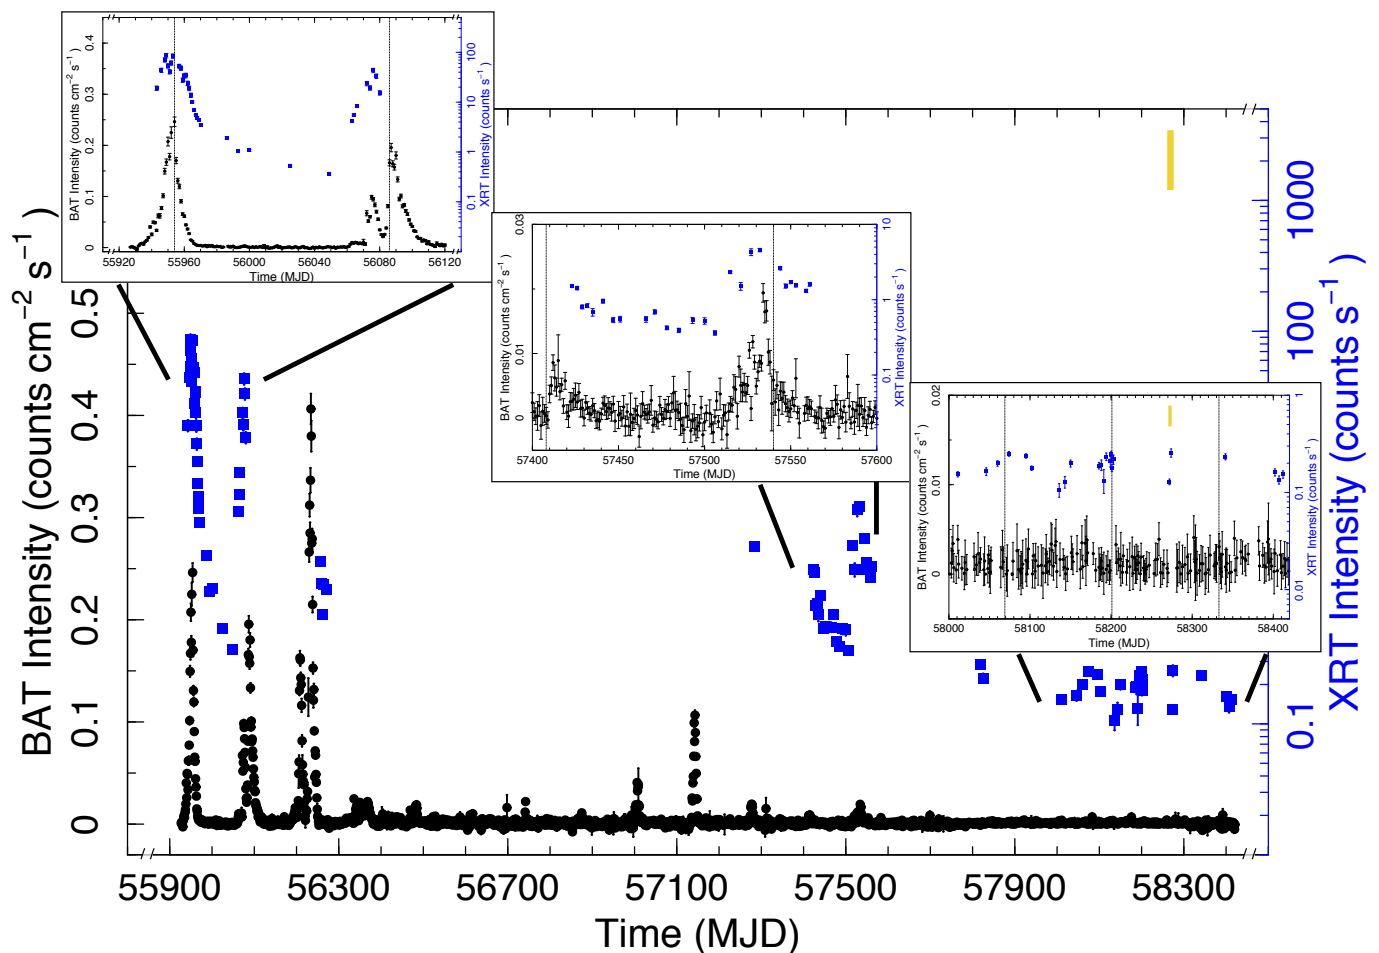 BAT Intensity (counts cm−2 s−1 )
0
0.1
0.2
0.3
0.4
0.5
55900 56300 56700 57100 57500 57900 58300
Time (MJD)
0.1
100
1000
XRT Intensity (counts s−1 )
BAT Intensity (counts cm−2 s−1 )
0
0.1
0.2
0.3
0.4
55920 55960 56000 56040 56080 56120
Time (MJD)
0.1
1
10
100
XRT Intensity (counts s−1 )
BAT Intensity (counts cm−2 s−1 )
0
0.01
0.03
57400 57450 57500 57550 57600
Time (MJD)
0.1
1
10
XRT Intensity (counts s−1 )
BAT Intensity (counts cm−2 s−1 )
0
0.01
0.02
58000 58100 58200 58300 58400
Time (MJD)
0.01
0.1
1
XRT Intensity (counts s−1 )